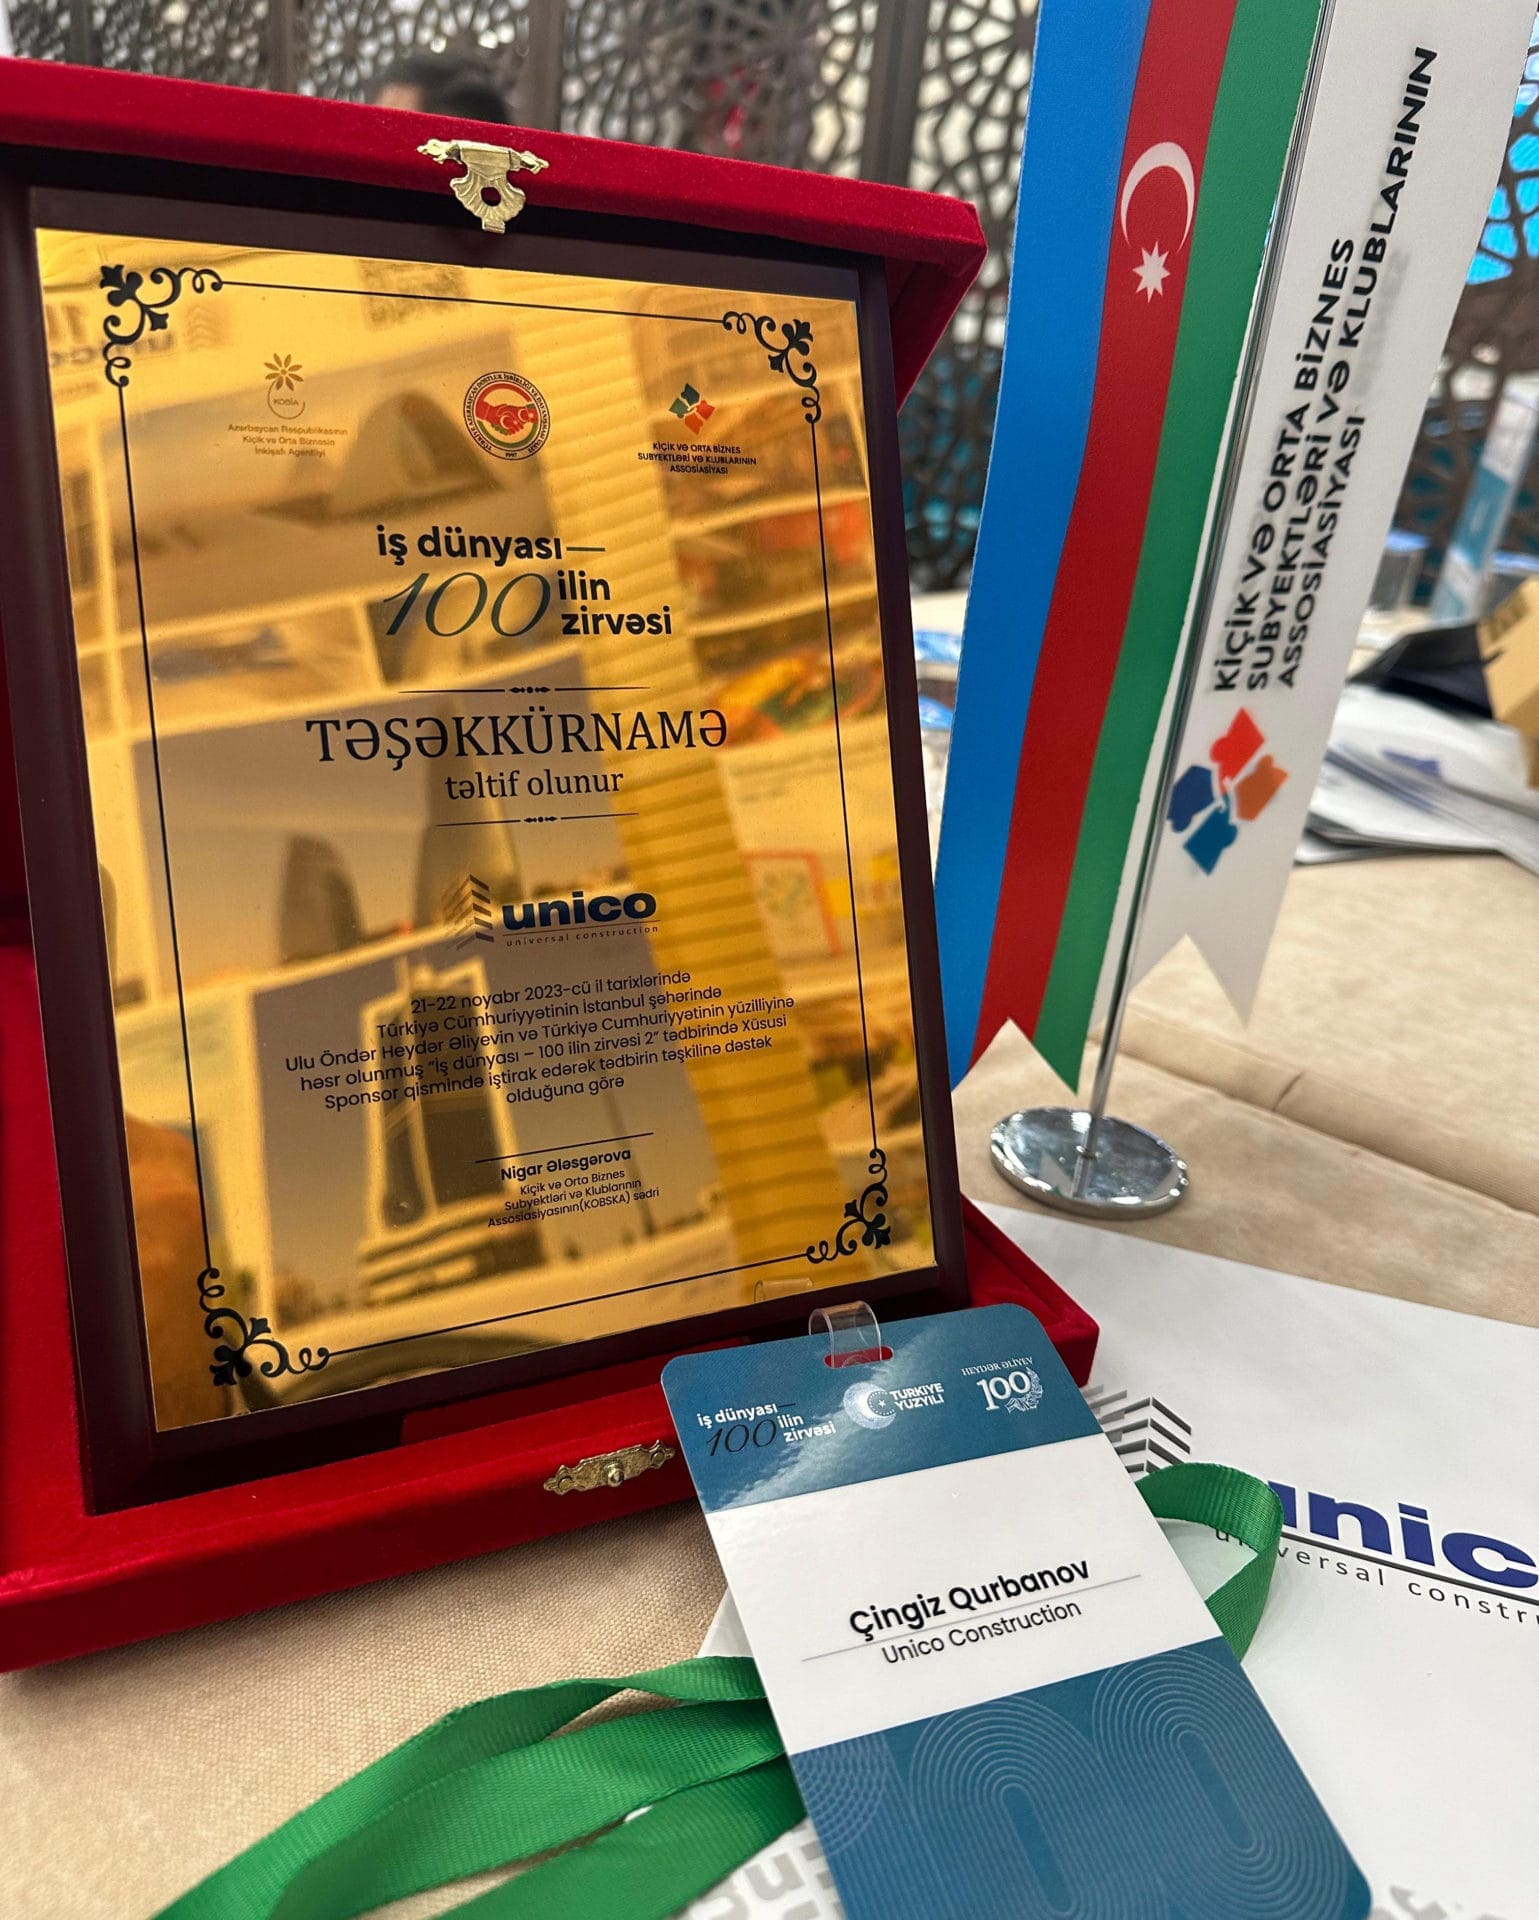 KOBİA
Azərbaycan Respublikasının
Kiçik və Orta Biznesin
İnkişafı Agentliyi
1997
KİÇİK VƏ ORTA BİZNES
SUBYEKTLƏRİ VƏ KLUBLARININ
ASSOSİASİYASI
iş dünyası—
100 ilin
zirvəsi
TƏŞƏKKÜRNAMƏ
təltif olunur
unico
universal construction
21-22 noyabr 2023-cü il tarixlərində
Türkiyə Cümhuriyyətinin İstanbul şəhərində
Ulu Öndər Heydər Əliyevin və Türkiyə Cumhuriyyətinin yüzilliyinə
həsr olunmuş “İş dünyası – 100 ilin zirvəsi 2” tədbirində Xüsusi
Sponsor qismində iştirak edərək tədbirin təşkilinə dəstək
olduğuna görə
Nigar Ələsgərova
Kiçik və Orta Biznes
Subyektləri və Klublarının
Assosiasiyasının(KOBSKA) sədri
KİÇİK VƏ ORTA BİZNES
SUBYEKTLƏRİ VƏ KLUBLARININ
ASSOSİASİYASI
iş dünyası—
100 ilin
zirvəsi
TÜRKİYE
YÜZYILI
HEYDƏR ƏLİYEV
100
Çingiz Qurbanov
Unico Construction
unic
versal constr